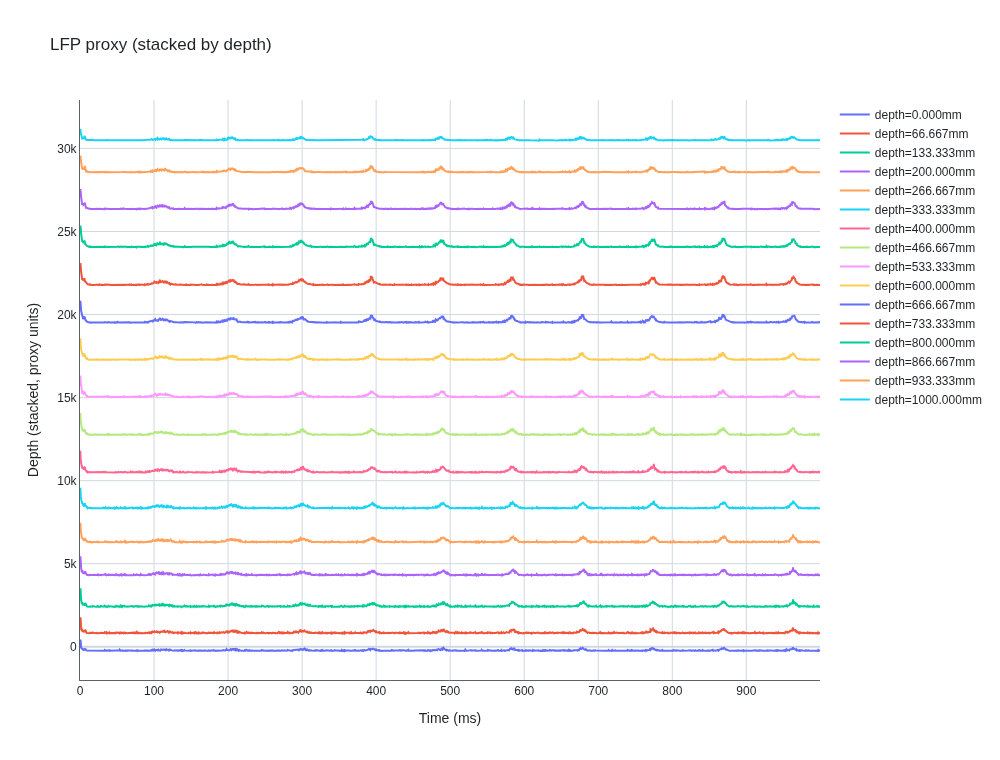 LFP proxy (stacked by depth)
30k
25k
20k
15k
10k
5k
0
0 100 200 300 400 500 600 700 800 900
Time (ms)
Depth (stacked, proxy units)
depth=0.000mm
depth=66.667mm
depth=133.333mm
depth=200.000mm
depth=266.667mm
depth=333.333mm
depth=400.000mm
depth=466.667mm
depth=533.333mm
depth=600.000mm
depth=666.667mm
depth=733.333mm
depth=800.000mm
depth=866.667mm
depth=933.333mm
depth=1000.000mm